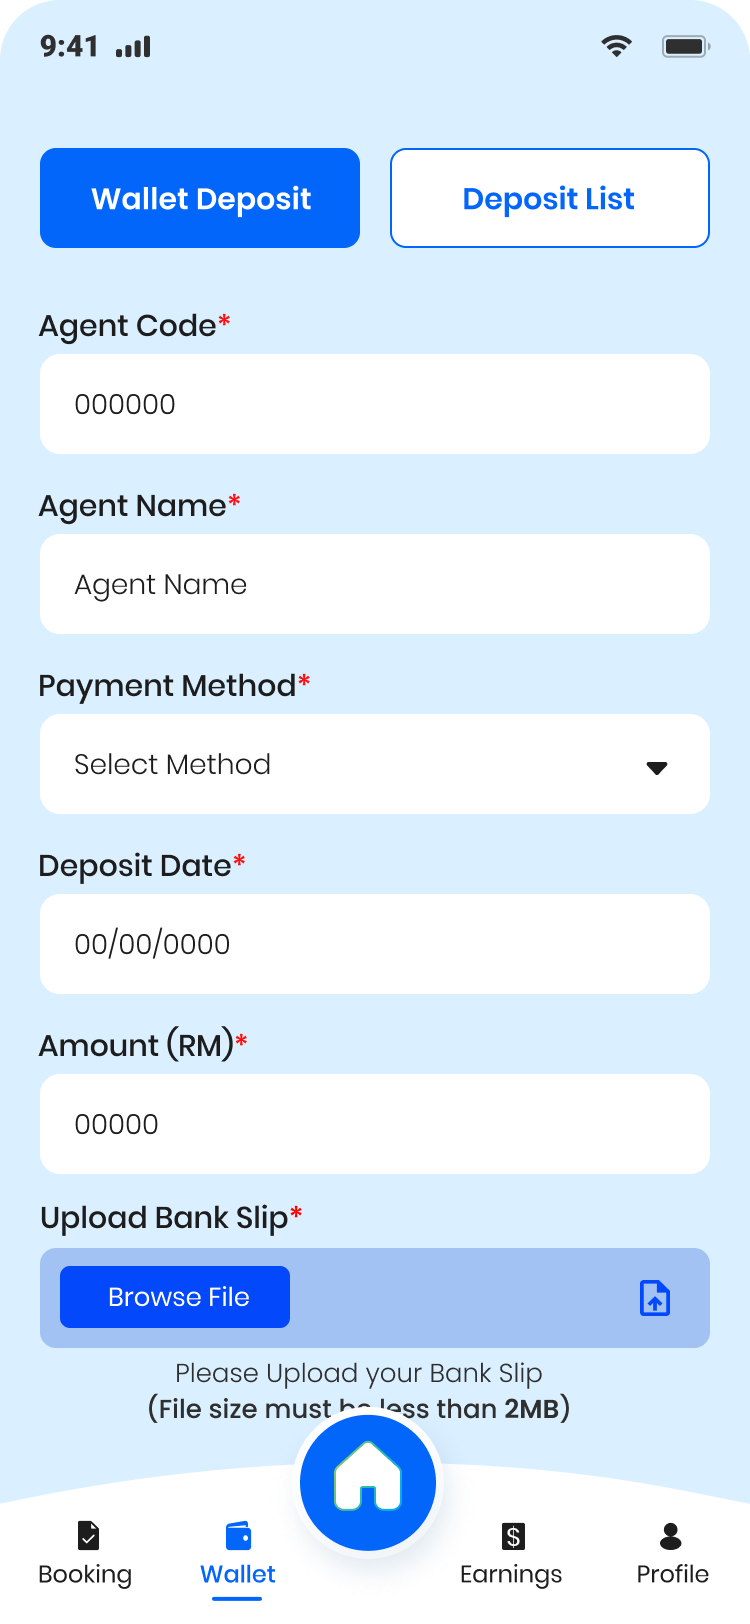 9:41
Wallet Deposit
Deposit List
Agent Code*
000000
Agent Name*
Agent Name
Payment Method*
Select Method
Deposit Date*
00/00/0000
Amount (RM)*
00000
Upload Bank Slip*
Browse File
Please Upload your Bank Slip
(File size must be less than 2MB)
Booking
Wallet
$
Earnings
Profile